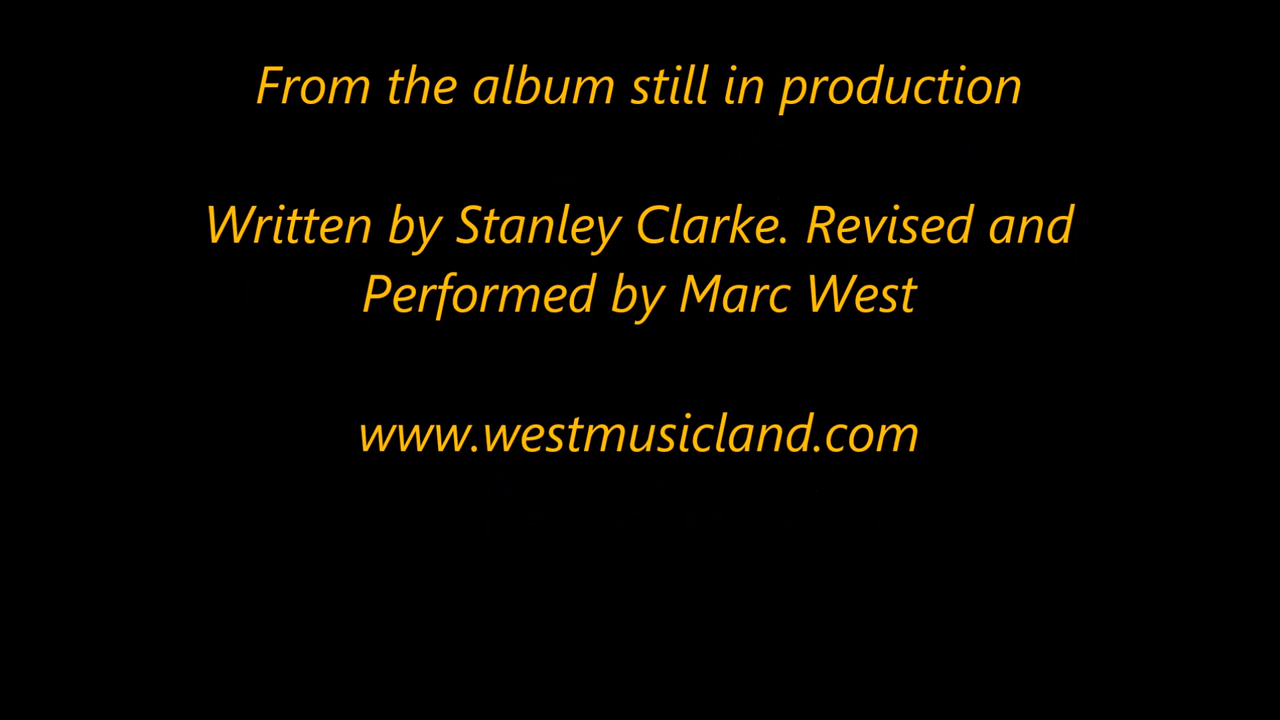 From the album still in production
Written by Stanley Clarke. Revised and
Performed by Marc West
www.westmusicland.com